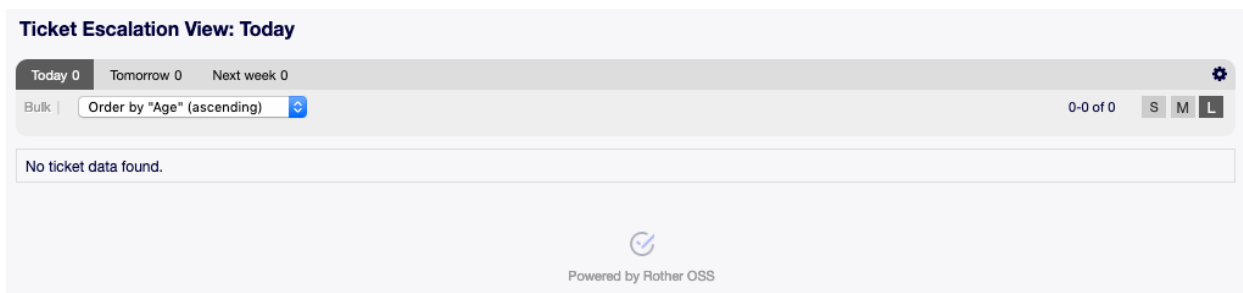 Ticket Escalation View: Today
Today 0 Tomorrow 0 Next week 0
Bulk | Order by "Age" (ascending) 0-0 of 0 S M L
No ticket data found.
Powered by Rother OSS